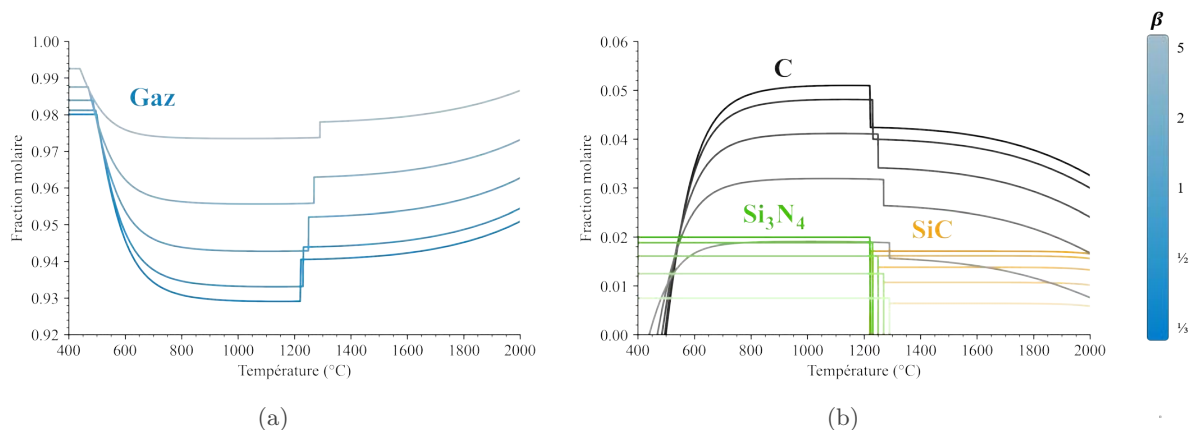 β
1.00
0.99
0.98
0.97
0.96
0.95
0.94
0.93
0.92
Fraction molaire
Gaz
400 600 800 1000 1200 1400 1600 1800 2000
Température (°C)
(a)
0.06
0.05
0.04
0.03
0.02
0.01
0.00
Fraction molaire
C
Si₃N₄
SiC
400 600 800 1000 1200 1400 1600 1800 2000
Température (°C)
(b)
5
2
1
½
⅓